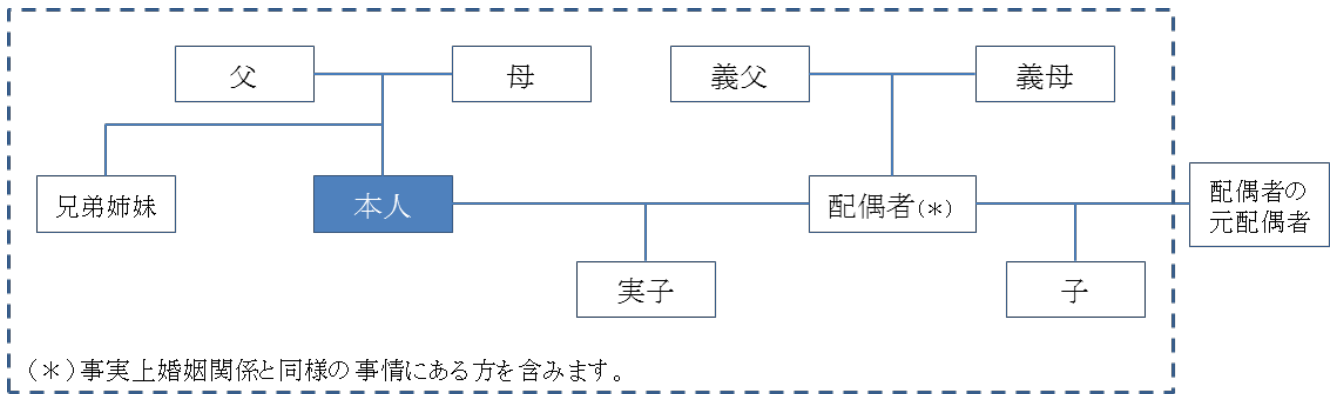 父
母
義父
義母
兄弟姉妹
本人
配偶者(*)
配偶者の
元配偶者
実子
子
(*)事実上婚姻関係と同様の事情にある方を含みます。